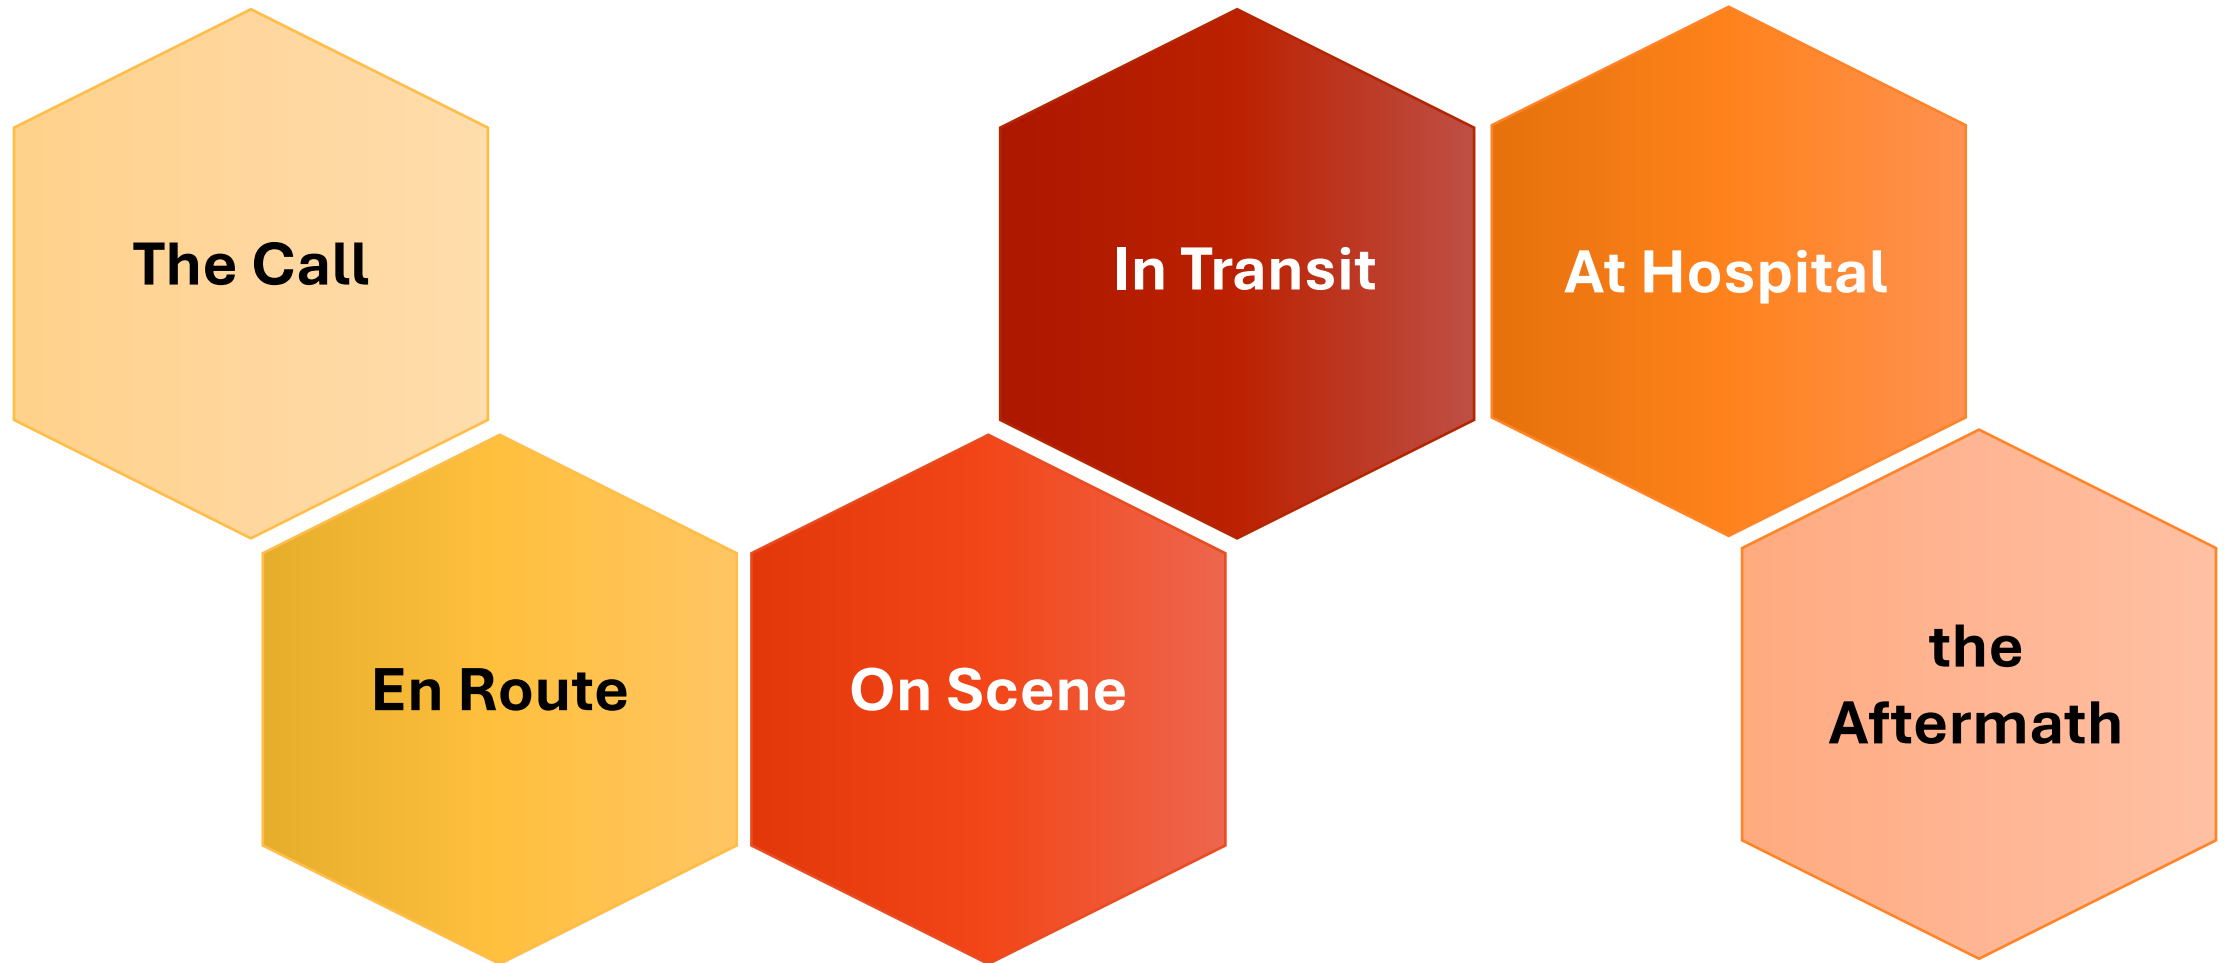 The Call
En Route
On Scene
In Transit
At Hospital
the
Aftermath